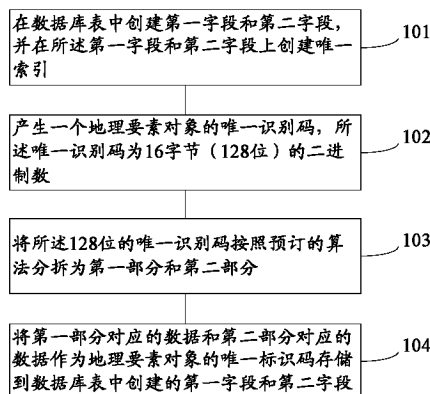 在数据库表中创建第一字段和第二字段，
并在所述第一字段和第二字段上创建唯一
索引
101
产生一个地理要素对象的唯一识别码，所
述唯一识别码为16字节（128位）的二进
制数
102
将所述128位的唯一识别码按照预订的算
法分拆为第一部分和第二部分
103
将第一部分对应的数据和第二部分对应的
数据作为地理要素对象的唯一标识码存储
到数据库表中创建的第一字段和第二字段
104